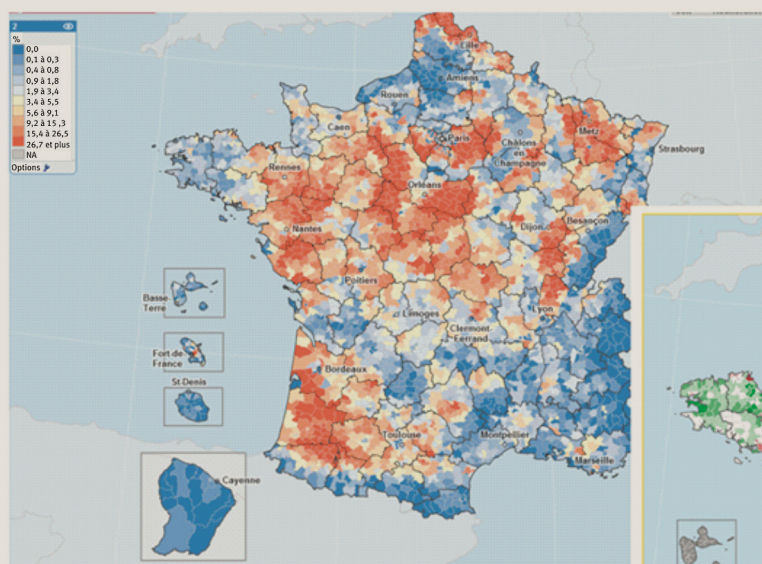 2
%
0,0
0,1 à 0,3
0,4 à 0,8
0,9 à 1,8
1,9 à 3,4
3,4 à 5,5
5,6 à 9,1
9,2 à 15 ,3
15,4 à 26,5
26,7 et plus
NA
Options
Lille
Amiens
Rouen
Caen
Paris
Metz
Châlons
en
Champagne
Strasbourg
Rennes
Orléans
Nantes
Dijon
Besançon
Poitiers
Basse
Terre
Limoges
Lyon
Clermont-
Ferrand
Fort-de-
France
Bordeaux
St Denis
Toulouse
Montpellier
Marseille
Cayenne